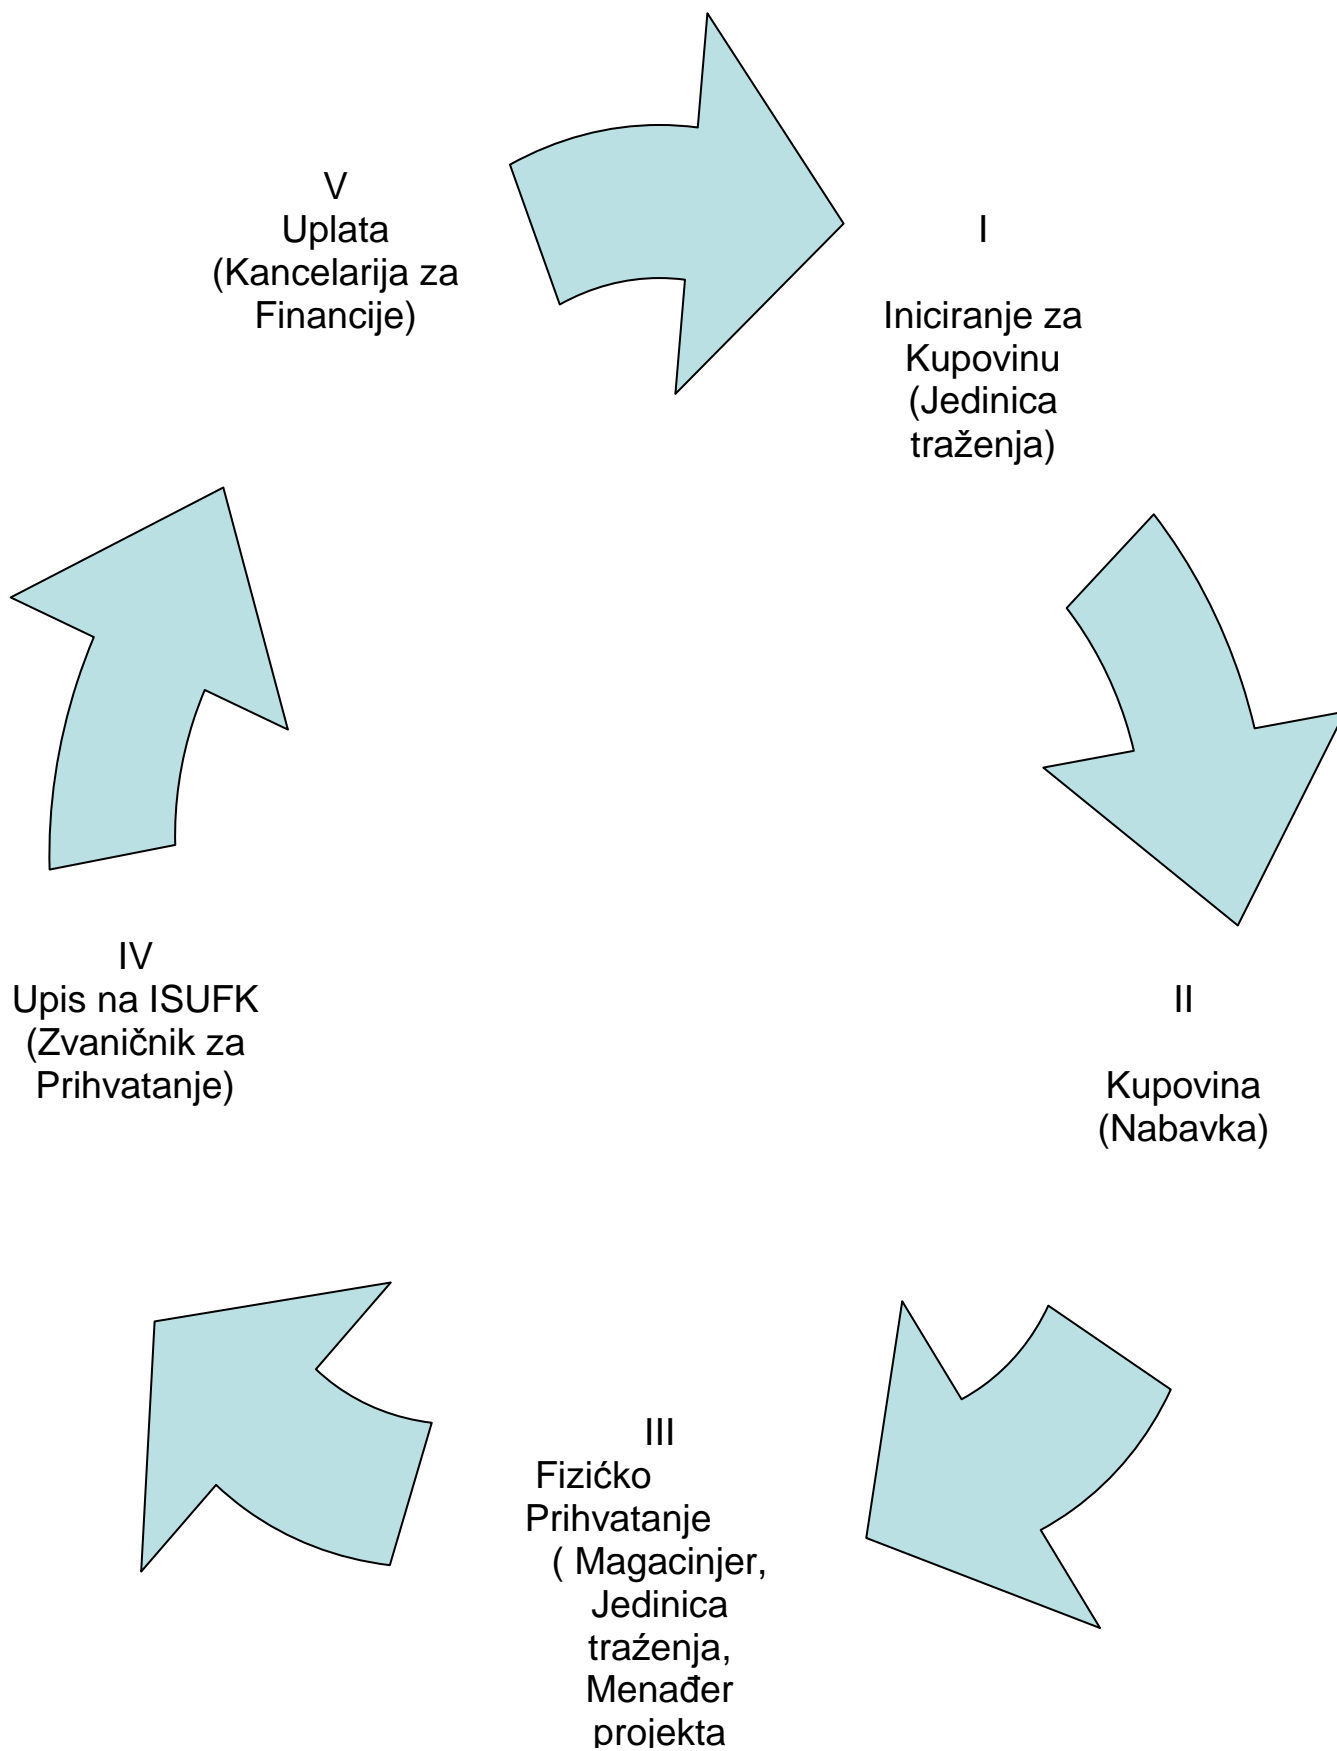 I
Iniciranje za
Kupovinu
(Jedinica
traženja)
II
Kupovina
(Nabavka)
III
Fizićko
Prihvatanje
( Magacinjer,
Jedinica
traźenja,
Menađer
projekta
IV
Upis na ISUFK
(Zvaničnik za
Prihvatanje)
V
Uplata
(Kancelarija za
Financije)